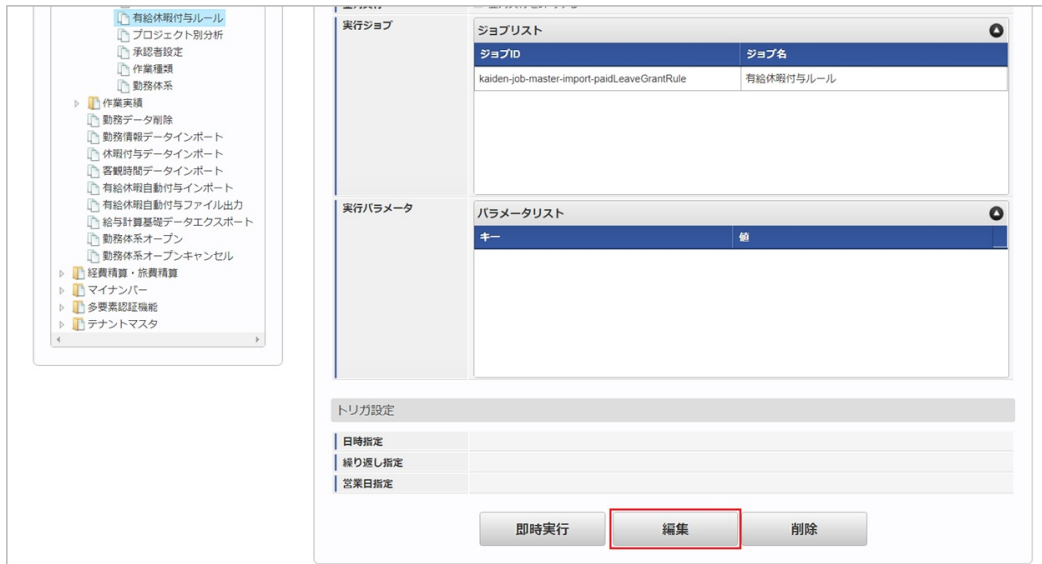 有給休暇付与ルール
プロジェクト別分析
承認者設定
作業種類
勤務体系
作業実績
勤務データ削除
勤務情報データインポート
休暇付与データインポート
客観時間データインポート
有給休暇自動付与インポート
有給休暇自動付与ファイル出力
給与計算基礎データエクスポート
勤務体系オープン
勤務体系オープンキャンセル
経費精算・旅費精算
マイナンバー
多要素認証機能
テナントマスタ
実行ジョブ
ジョブリスト
ジョブID ジョブ名
kaiden-job-master-import-paidLeaveGrantRule 有給休暇付与ルール
実行パラメータ
パラメータリスト
キー 値
トリガ設定
日時指定
繰り返し指定
営業日指定
即時実行 編集 削除